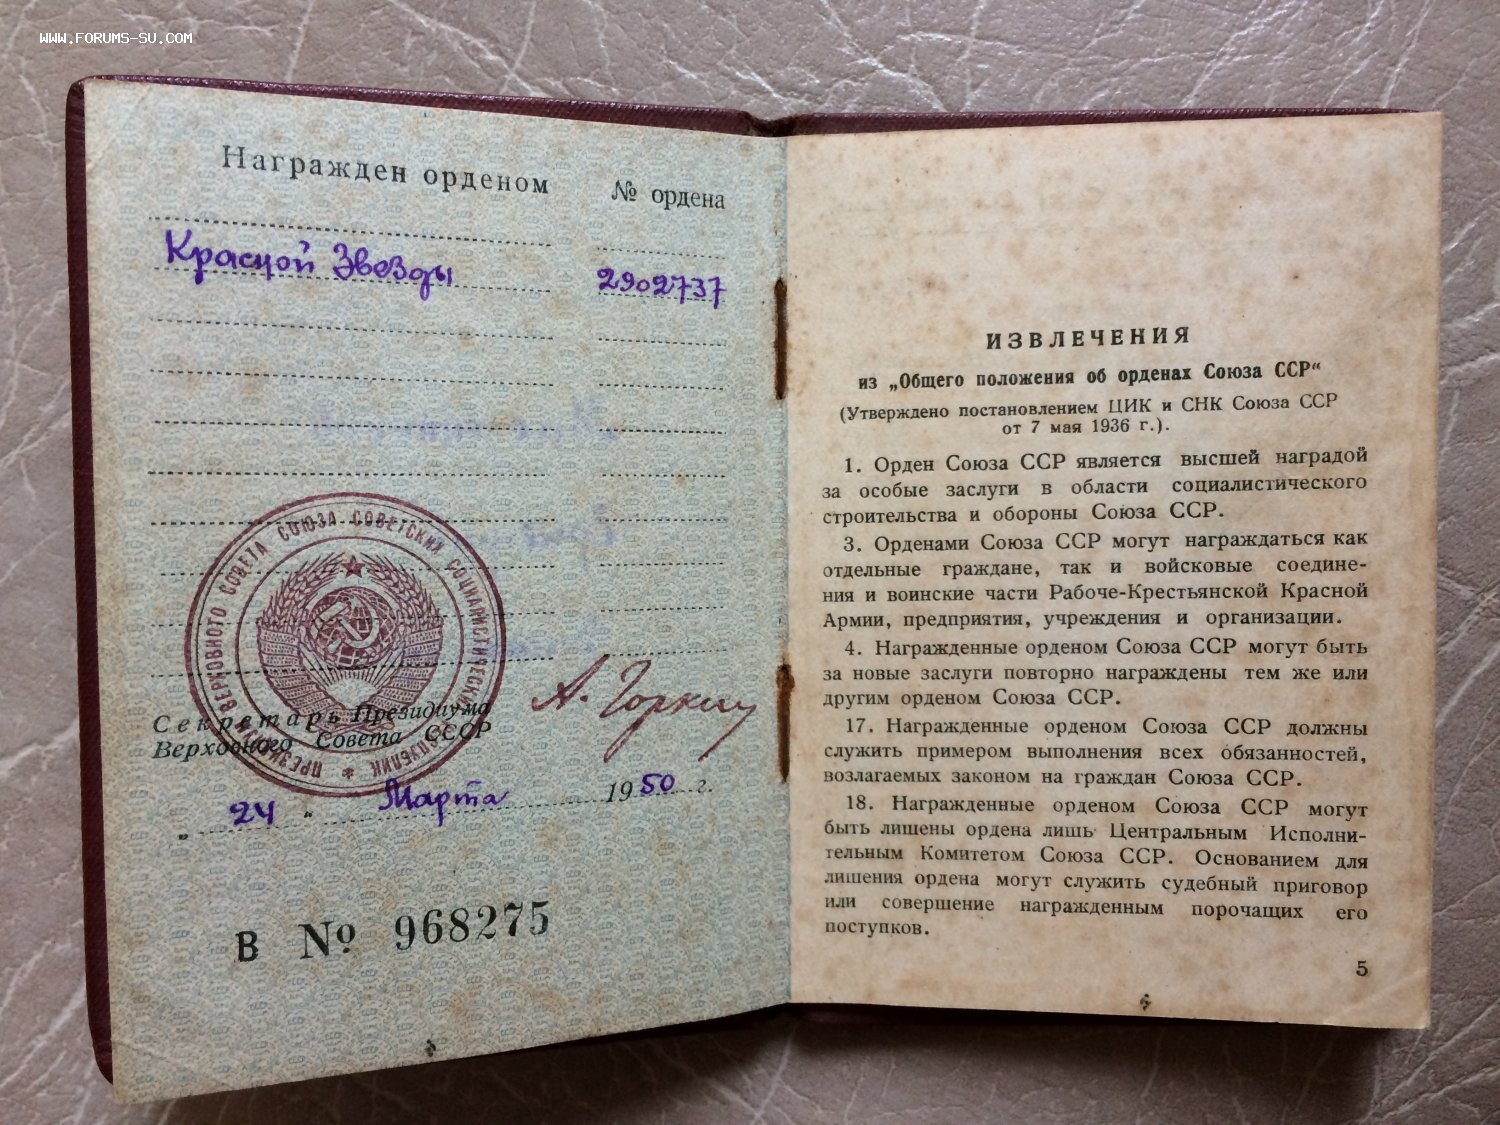 WWW.FORUMS-SU.COM
Награжден орденом № ордена
Красной Звезды 2902737
ПРЕЗИДИУМ ВЕРХОВНОГО СОВЕТА СОЮЗА СОВЕТСКИХ СОЦИАЛИСТИЧЕСКИХ РЕСПУБЛИК *
Секретарь Президиума
Верховного Совета СССР
А. Горкин
„ 24 “ Марта 1950 г.
В № 968275
ИЗВЛЕЧЕНИЯ
из „Общего положения об орденах Союза ССР“
(Утверждено постановлением ЦИК и СНК Союза ССР
от 7 мая 1936 г.).
1. Орден Союза ССР является высшей наградой
за особые заслуги в области социалистического
строительства и обороны Союза ССР.
3. Орденами Союза ССР могут награждаться как
отдельные граждане, так и войсковые соедине-
ния и воинские части Рабоче-Крестьянской Красной
Армии, предприятия, учреждения и организации.
4. Награжденные орденом Союза ССР могут быть
за новые заслуги повторно награждены тем же или
другим орденом Союза ССР.
17. Награжденные орденом Союза ССР должны
служить примером выполнения всех обязанностей,
возлагаемых законом на граждан Союза ССР.
18. Награжденные орденом Союза ССР могут
быть лишены ордена лишь Центральным Исполни-
тельным Комитетом Союза ССР. Основанием для
лишения ордена могут служить судебный приговор
или совершение награжденным порочащих его
поступков.
5